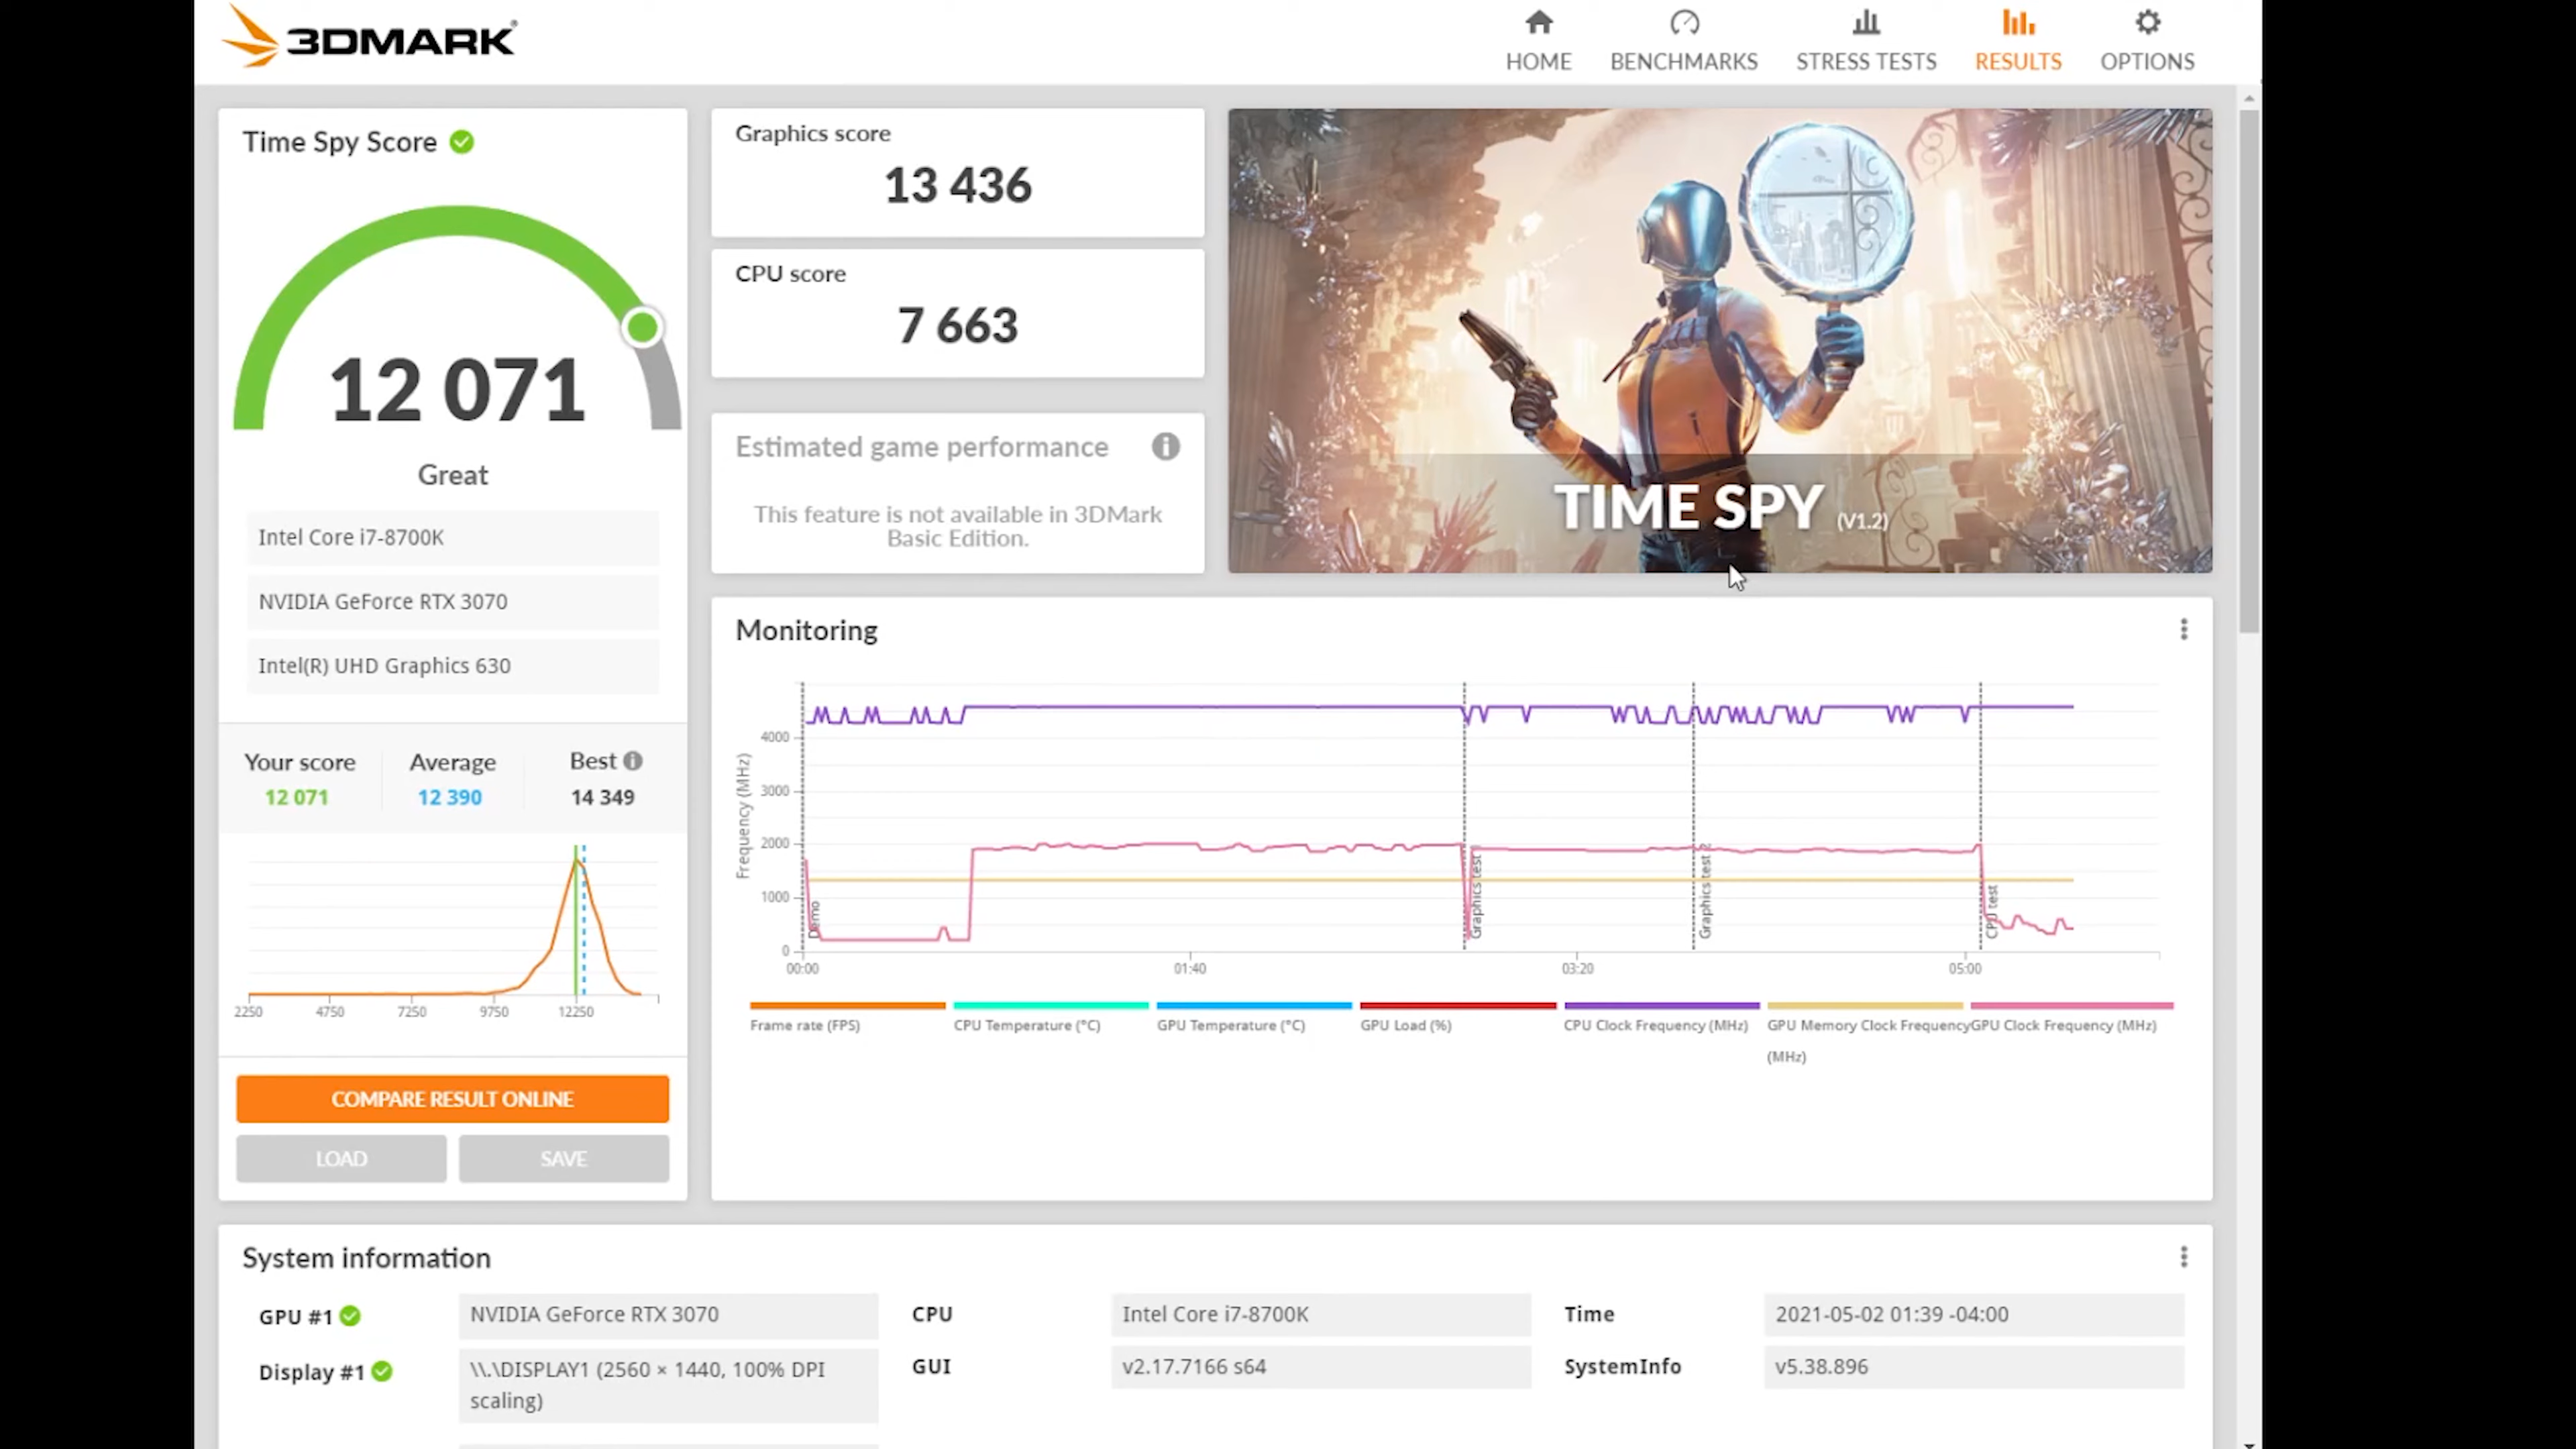 3DMARK
HOME
BENCHMARKS
STRESS TESTS
RESULTS
OPTIONS
Time Spy Score
12 071
Great
Intel Core i7-8700K
NVIDIA GeForce RTX 3070
Intel(R) UHD Graphics 630
Your score
12 071
Average
12 390
Best
14 349
2250 4750 7250 9750 12250
COMPARE RESULT ONLINE
LOAD
SAVE
Graphics score
13 436
CPU score
7 663
Estimated game performance
This feature is not available in 3DMark
Basic Edition.
TIME SPY (V1.2)
Monitoring
Frequency (MHz)
4000
3000
2000
1000
0
Demo
Graphics test 1
Graphics test 2
CPU test
00:00 01:40 03:20 05:00
Frame rate (FPS)
CPU Temperature (°C)
GPU Temperature (°C)
GPU Load (%)
CPU Clock Frequency (MHz)
GPU Memory Clock Frequency
(MHz)
GPU Clock Frequency (MHz)
System information
GPU #1
NVIDIA GeForce RTX 3070
CPU
Intel Core i7-8700K
Time
2021-05-02 01:39 -04:00
Display #1
\\.\DISPLAY1 (2560 × 1440, 100% DPI
scaling)
GUI
v2.17.7166 s64
SystemInfo
v5.38.896